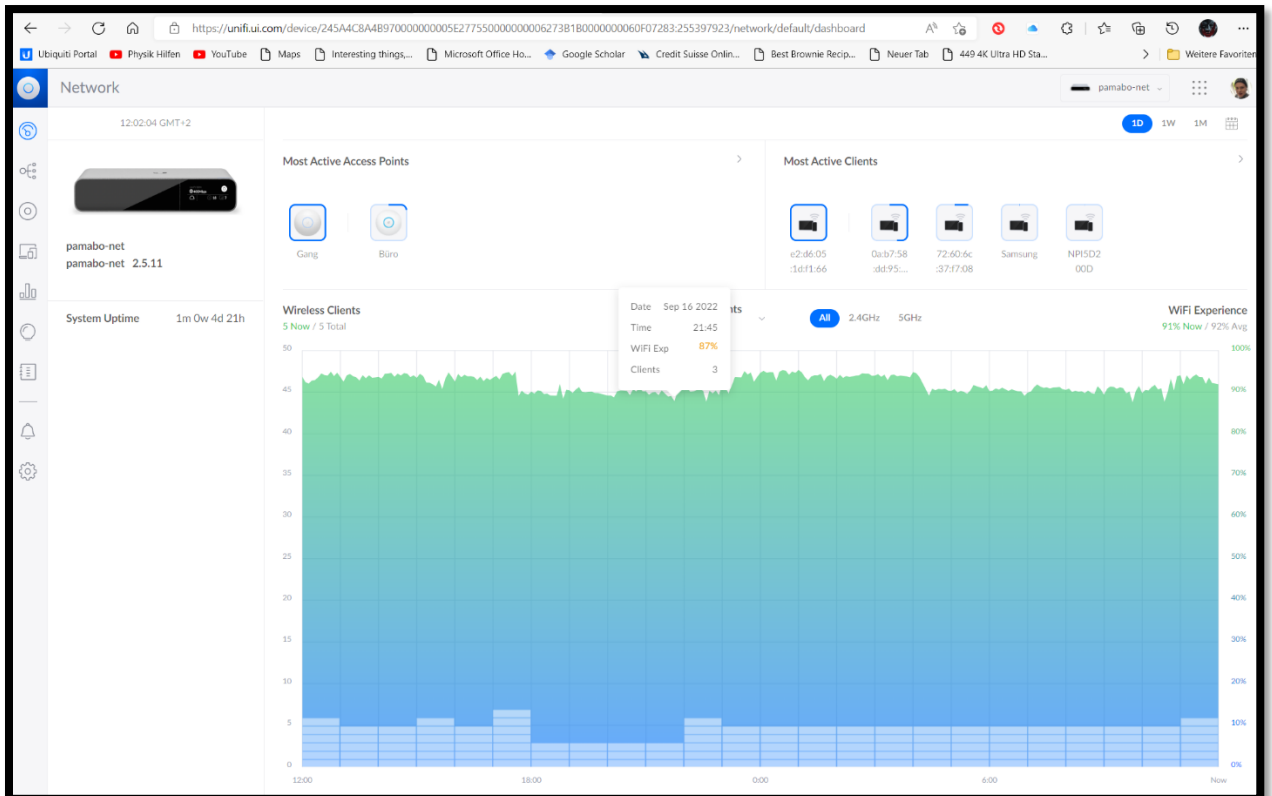 https://unifi.ui.com/device/245A4C8A4B970000000005E277550000000006273B1B0000000060F07283:255397923/network/default/dashboard
Ubiquiti Portal Physik Hilfen YouTube Maps Interesting things,... Microsoft Office Ho... Google Scholar Credit Suisse Onlin... Best Brownie Recip... Neuer Tab 449 4K Ultra HD Sta... Weitere Favoriten
Network pamabo-net
12:02:04 GMT+2 1D 1W 1M
Most Active Access Points Most Active Clients
pamabo-net
pamabo-net 2.5.11
Gang Büro
e2:d6:05
:1d:f1:66
0a:b7:58
:dd:95:...
72:60:6c
:37:f7:08
Samsung
NPI5D2
00D
System Uptime 1m 0w 4d 21h
Wireless Clients
5 Now / 5 Total
Date Sep 16 2022
Time 21:45
WiFi Exp 87%
Clients 3
nts
All 2.4GHz 5GHz
WiFi Experience
91% Now / 92% Avg
50 100%
45 90%
40 80%
35 70%
30 60%
25 50%
20 40%
15 30%
10 20%
5 10%
0 0%
12:00 18:00 0:00 6:00 Now